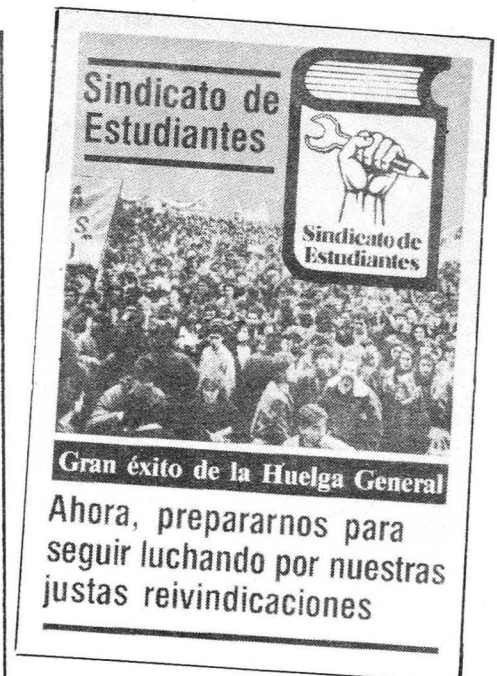 Sindicato de
Estudiantes
Sindicato de
Estudiantes
Gran éxito de la Huelga General
Ahora, prepararnos para
seguir luchando por nuestras
justas reivindicaciones